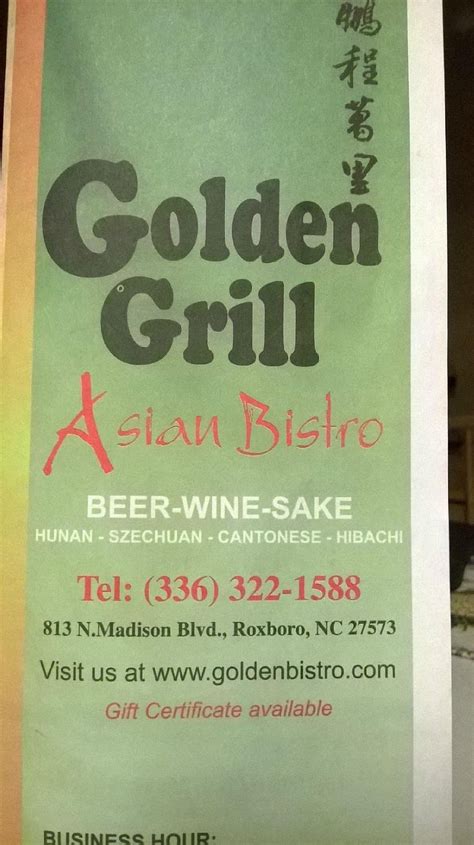 鵬程萬里
Golden
Grill
Asian Bistro
BEER-WINE-SAKE
HUNAN - SZECHUAN - CANTONESE - HIBACHI
Tel: (336) 322-1588
813 N.Madison Blvd., Roxboro, NC 27573
Visit us at www.goldenbistro.com
Gift Certificate available
BUSINESS HOUR: